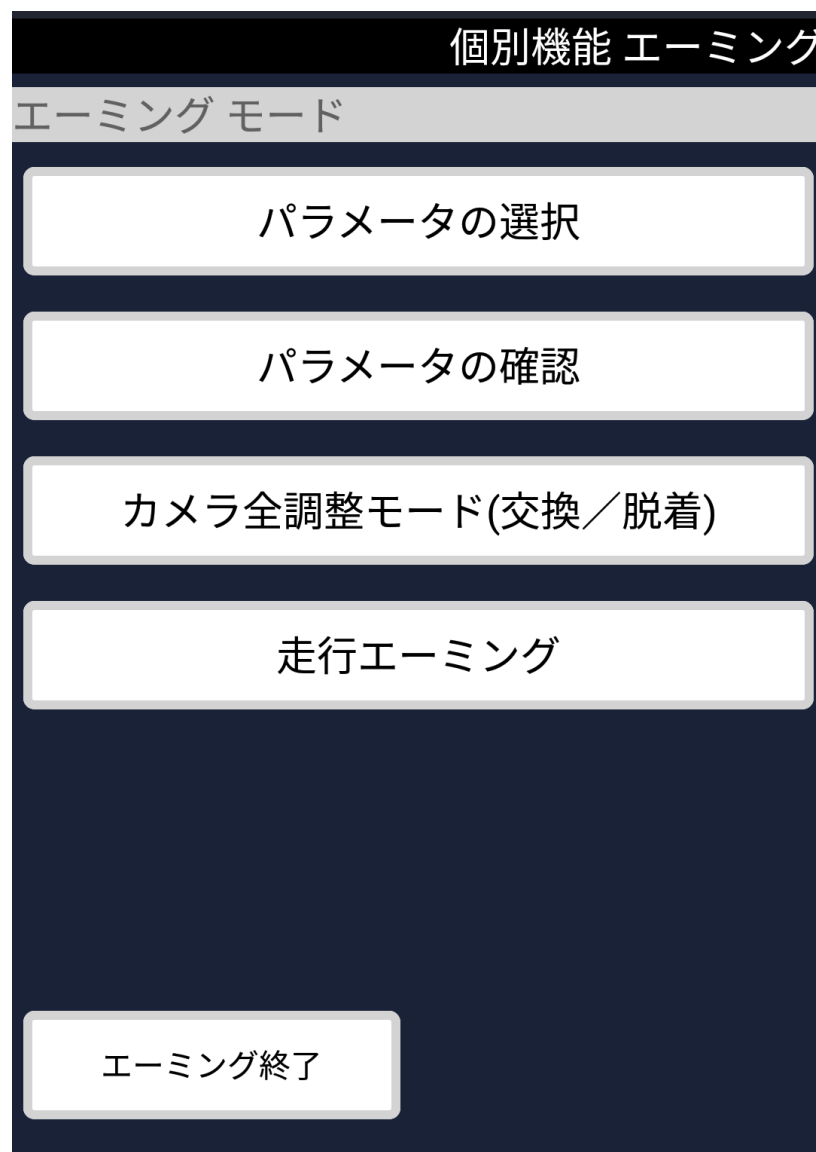 個別機能 エーミング
エーミング モード
パラメータの選択
パラメータの確認
カメラ全調整モード(交換／脱着)
走行エーミング
エーミング終了